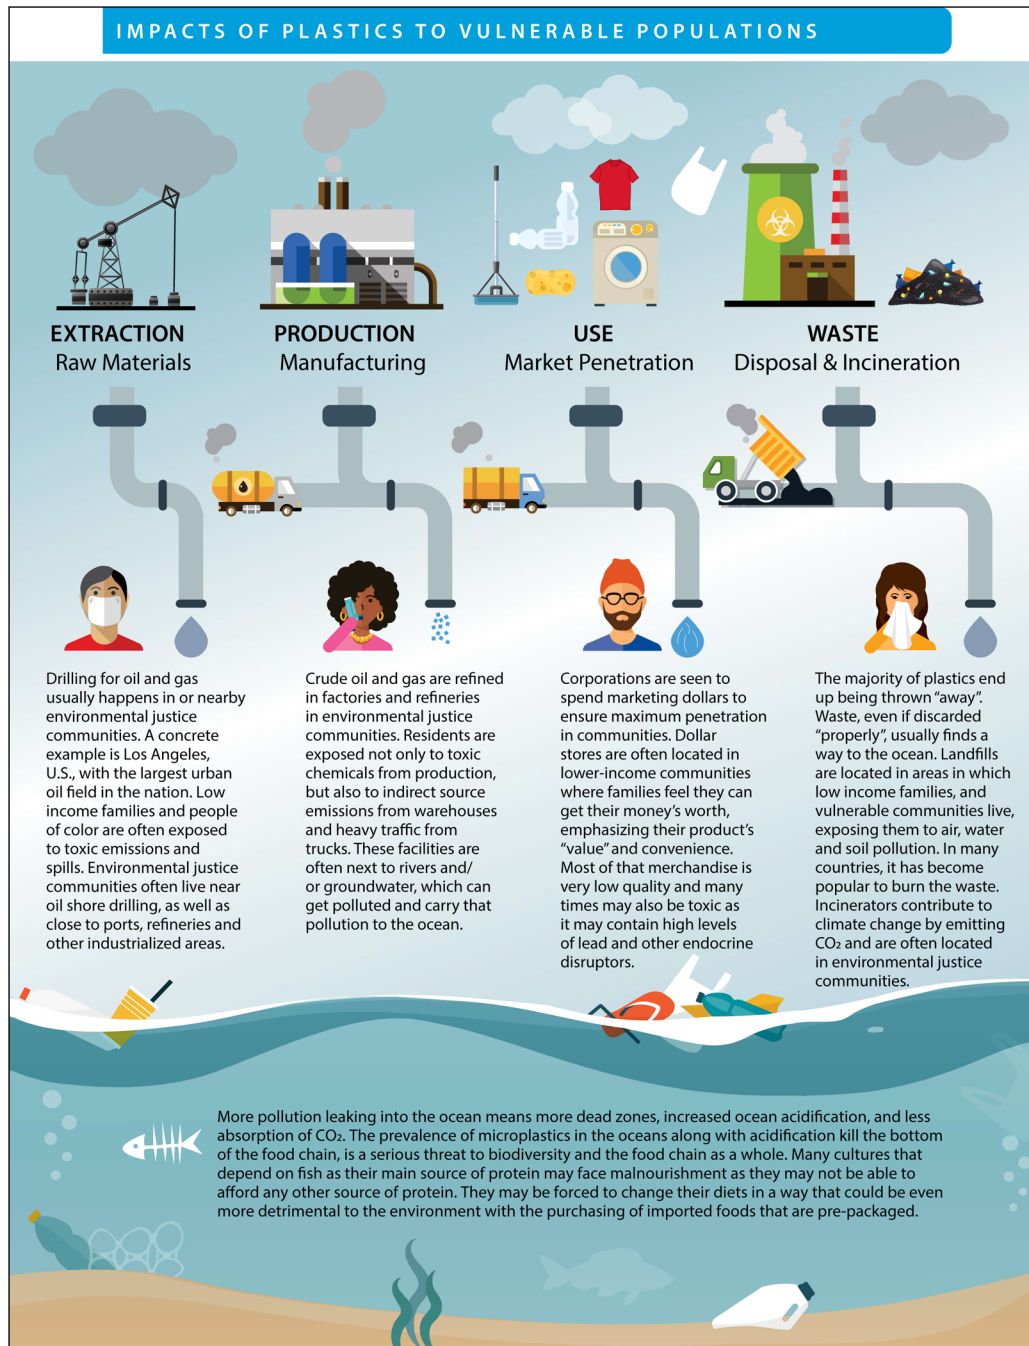 IMPACTS OF PLASTICS TO VULNERABLE POPULATIONS
EXTRACTION
Raw Materials
PRODUCTION
Manufacturing
USE
Market Penetration
WASTE
Disposal & Incineration
Drilling for oil and gas
usually happens in or nearby
environmental justice
communities. A concrete
example is Los Angeles,
U.S., with the largest urban
oil field in the nation. Low
income families and people
of color are often exposed
to toxic emissions and
spills. Environmental justice
communities often live near
oil shore drilling, as well as
close to ports, refineries and
other industrialized areas.
Crude oil and gas are refined
in factories and refineries
in environmental justice
communities. Residents are
exposed not only to toxic
chemicals from production,
but also to indirect source
emissions from warehouses
and heavy traffic from
trucks. These facilities are
often next to rivers and/
or groundwater, which can
get polluted and carry that
pollution to the ocean.
Corporations are seen to
spend marketing dollars to
ensure maximum penetration
in communities. Dollar
stores are often located in
lower-income communities
where families feel they can
get their money’s worth,
emphasizing their product’s
“value” and convenience.
Most of that merchandise is
very low quality and many
times may also be toxic as
it may contain high levels
of lead and other endocrine
disruptors.
The majority of plastics end
up being thrown “away”.
Waste, even if discarded
“properly”, usually finds a
way to the ocean. Landfills
are located in areas in which
low income families, and
vulnerable communities live,
exposing them to air, water
and soil pollution. In many
countries, it has become
popular to burn the waste.
Incinerators contribute to
climate change by emitting
CO₂ and are often located
in environmental justice
communities.
More pollution leaking into the ocean means more dead zones, increased ocean acidification, and less
absorption of CO₂. The prevalence of microplastics in the oceans along with acidification kill the bottom
of the food chain, is a serious threat to biodiversity and the food chain as a whole. Many cultures that
depend on fish as their main source of protein may face malnourishment as they may not be able to
afford any other source of protein. They may be forced to change their diets in a way that could be even
more detrimental to the environment with the purchasing of imported foods that are pre-packaged.